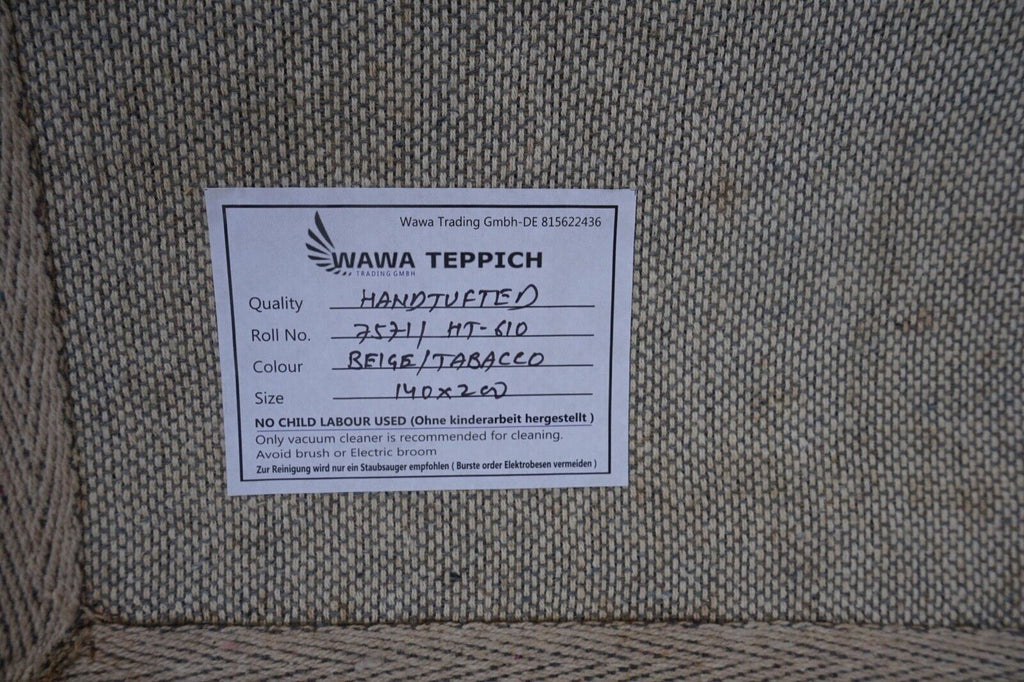 Wawa Trading Gmbh-DE 815622436
WAWA TEPPICH
TRADING GMBH
Quality HANDTUFTED
Roll No. 7571/ HT-610
Colour BEIGE/TABACCO
Size 140x200
NO CHILD LABOUR USED (Ohne kinderarbeit hergestellt )
Only vacuum cleaner is recommended for cleaning.
Avoid brush or Electric broom
Zur Reinigung wird nur ein Staubsauger empfohlen ( Burste order Elektrobesen vermeiden )